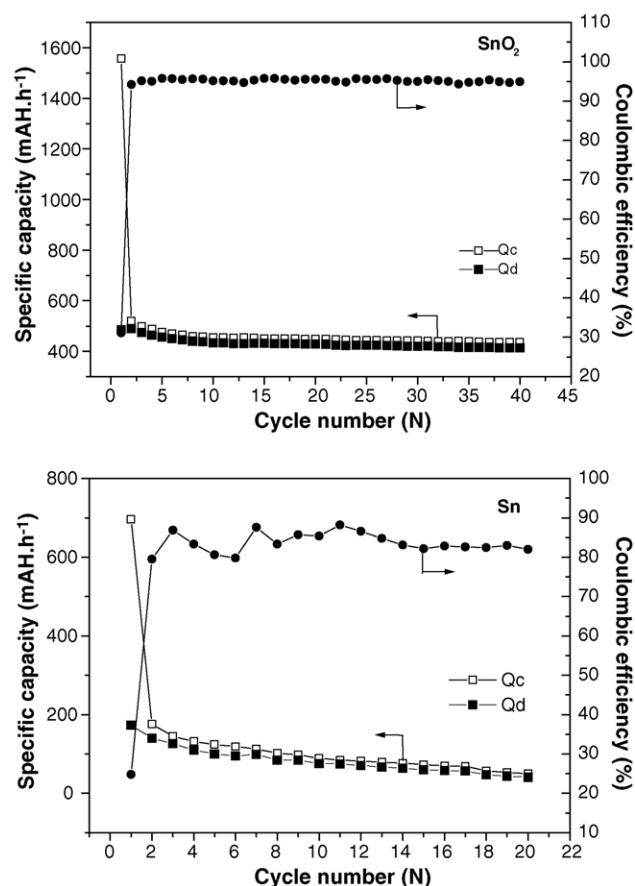 SnO₂
Specific capacity (mAH.h⁻¹)
1600
1400
1200
1000
800
600
400
110
100
90
80
70
60
50
40
30
20
Coulombic efficiency (%)
Qc
Qd
0 5 10 15 20 25 30 35 40 45
Cycle number (N)
Sn
Specific capacity (mAH.h⁻¹)
800
600
400
200
0
100
90
80
70
60
50
40
30
20
10
Coulombic efficiency (%)
Qc
Qd
0 2 4 6 8 10 12 14 16 18 20 22
Cycle number (N)